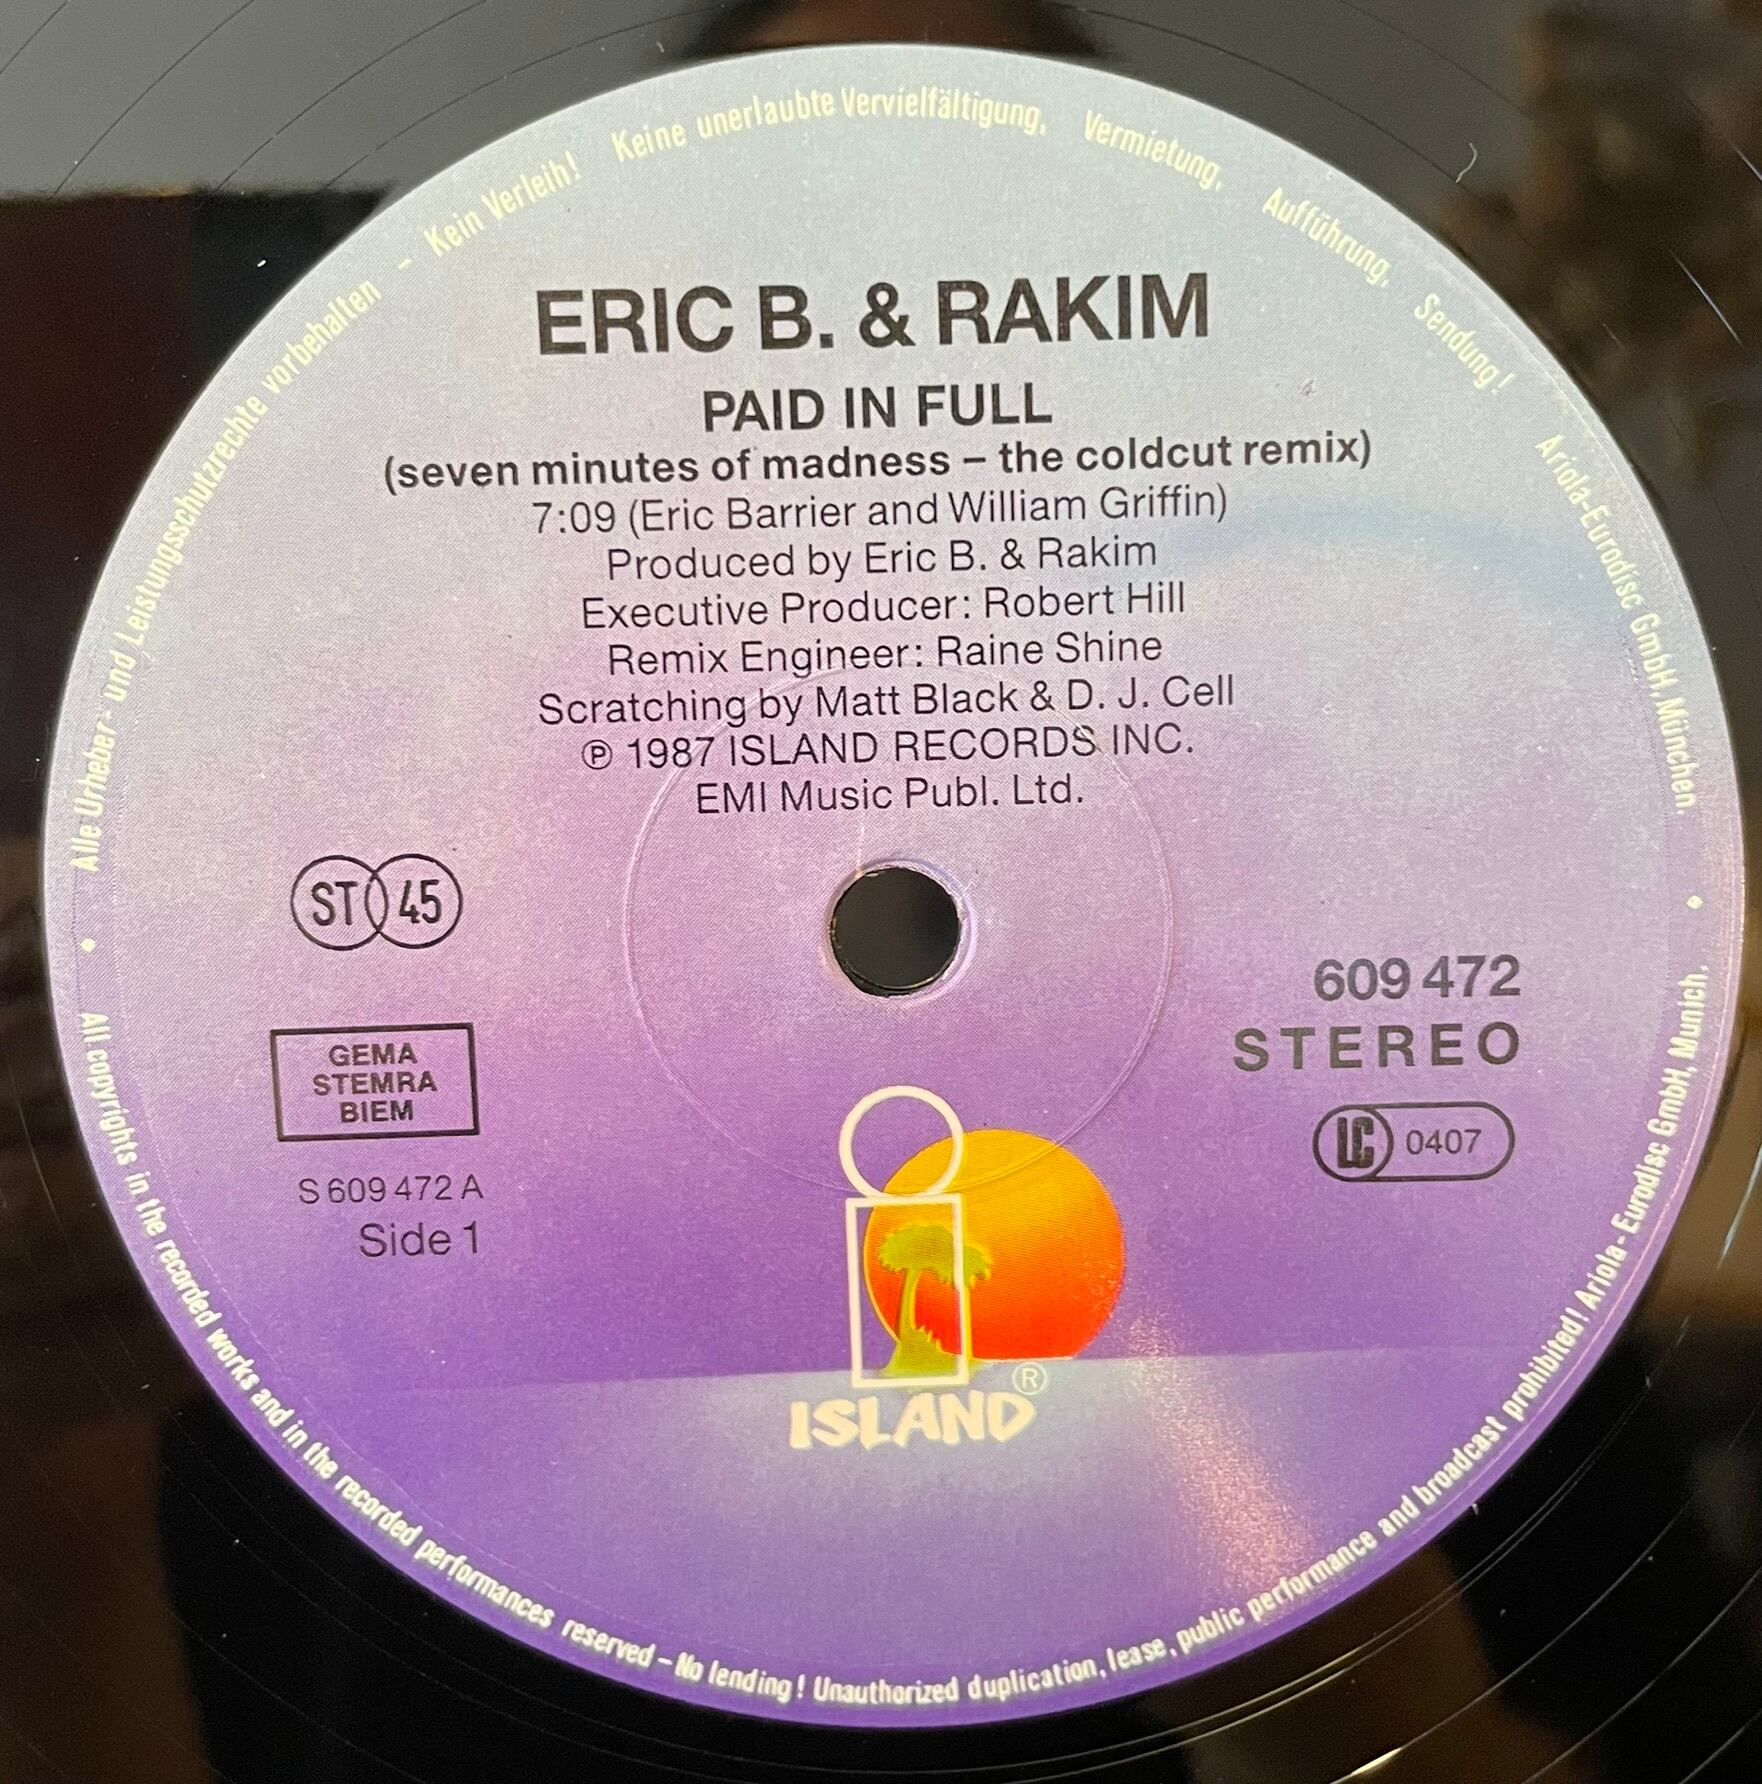 Alle Urheber- und Leistungsschutzrechte vorbehalten – Kein Verleih! Keine unerlaubte Vervielfältigung, Vermietung, Aufführung, Sendung! Ariola-Eurodisc GmbH, München.
ERIC B. & RAKIM
PAID IN FULL
(seven minutes of madness – the coldcut remix)
7:09 (Eric Barrier and William Griffin)
Produced by Eric B. & Rakim
Executive Producer: Robert Hill
Remix Engineer: Raine Shine
Scratching by Matt Black & D. J. Cell
℗ 1987 ISLAND RECORDS INC.
EMI Music Publ. Ltd.
ST 45
GEMA
STEMRA
BIEM
S 609 472 A
Side 1
609 472
STEREO
LC 0407
ISLAND ®
All copyrights in the recorded works and in the recorded performances reserved – No lending! Unauthorized duplication, lease, public performance and broadcast prohibited! Ariola-Eurodisc GmbH, Munich.